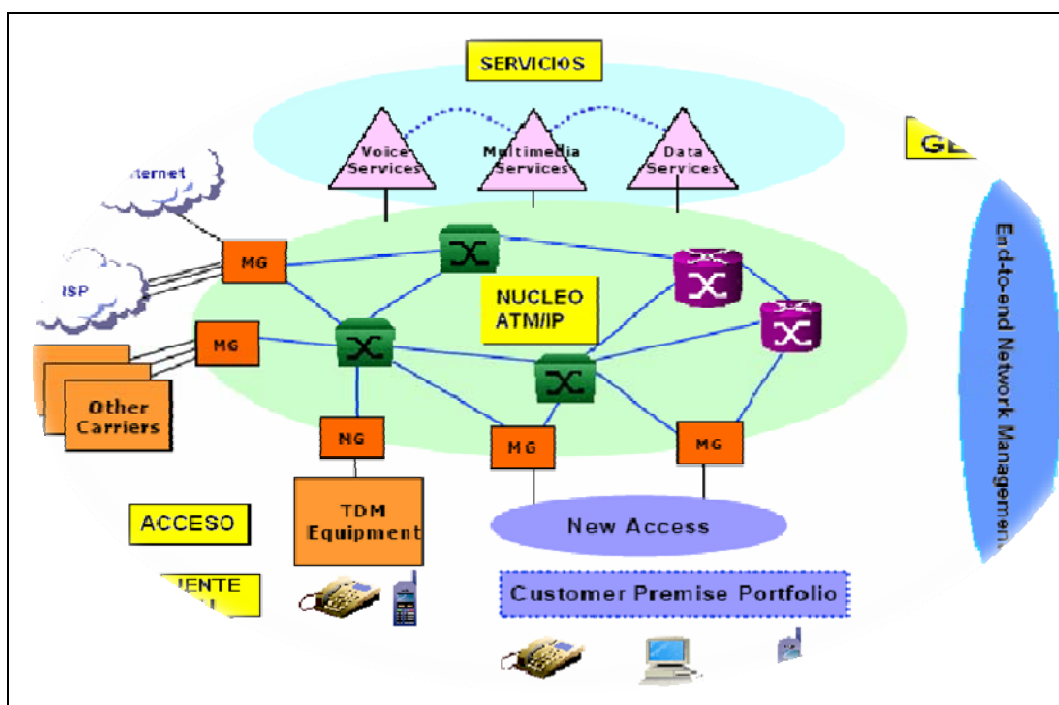 SERVICIOS
Voice
Services
Multimedia
Services
Data
Services
MG
NUCLEO
ATM/IP
MG
Other
Carriers
MG
MG
MG
TDM
Equipment
ACCESO
New Access
Customer Premise Portfolio
End-to-end Network Management